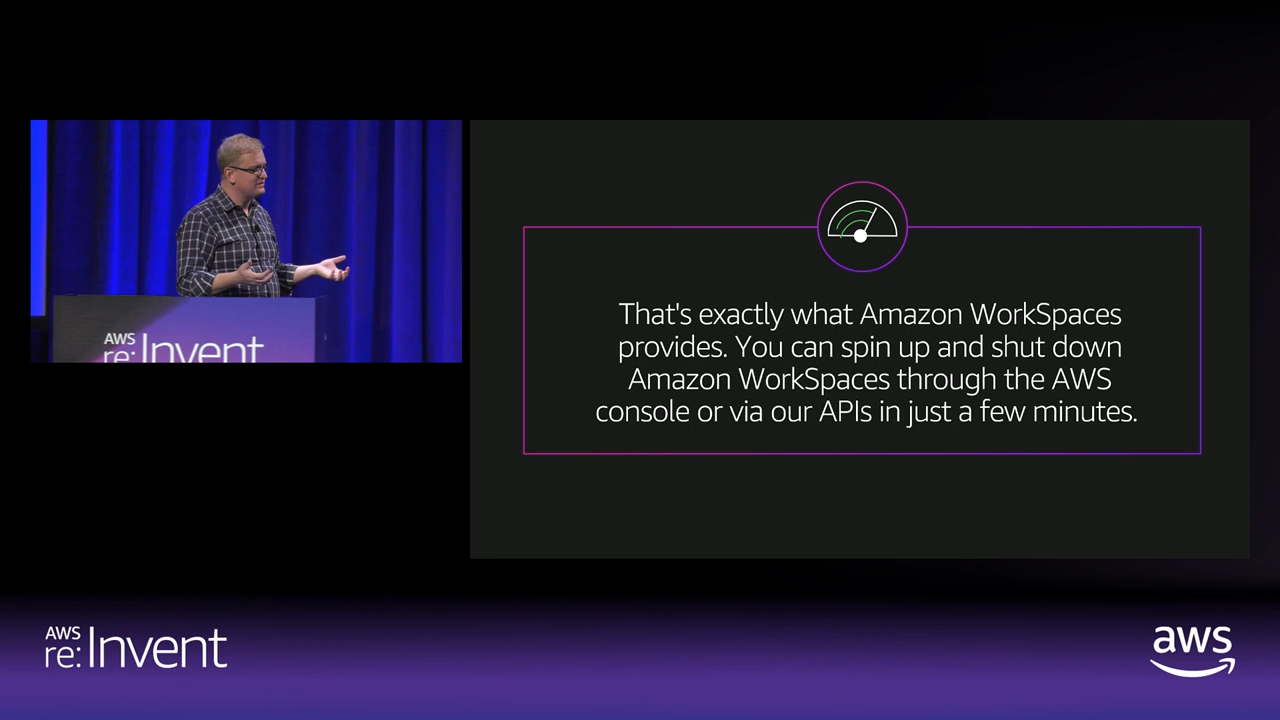 AWS
re:Invent
That's exactly what Amazon WorkSpaces
provides. You can spin up and shut down
Amazon WorkSpaces through the AWS
console or via our APIs in just a few minutes.
AWS
re:Invent
aws